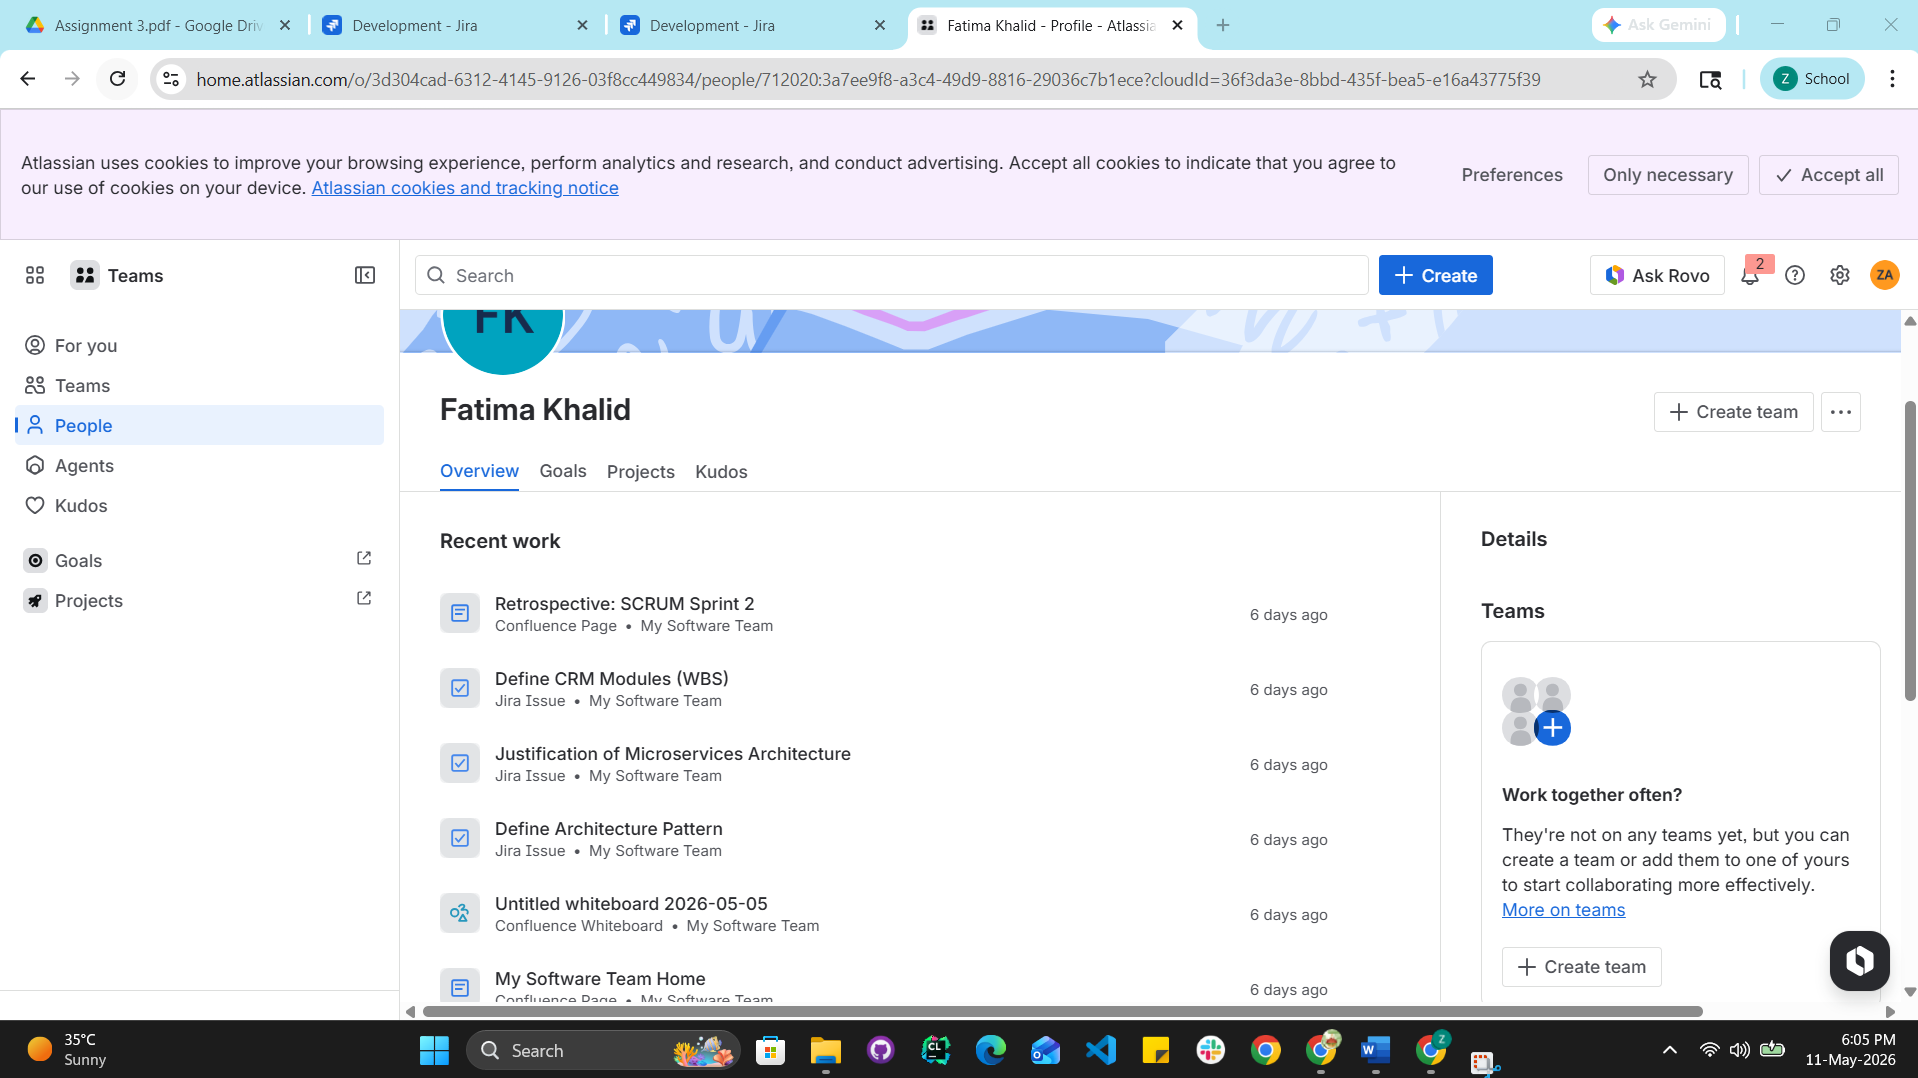 Assignment 3.pdf - Google Driv
Development - Jira
Development - Jira
Fatima Khalid - Profile - Atlassia
Ask Gemini
home.atlassian.com/o/3d304cad-6312-4145-9126-03f8cc449834/people/712020:3a7ee9f8-a3c4-49d9-8816-29036c7b1ece?cloudId=36f3da3e-8bbd-435f-bea5-e16a43775f39
Z School
Atlassian uses cookies to improve your browsing experience, perform analytics and research, and conduct advertising. Accept all cookies to indicate that you agree to
our use of cookies on your device. Atlassian cookies and tracking notice
Preferences
Only necessary
Accept all
Teams
Search
Create
Ask Rovo
2
ZA
For you
Teams
People
Agents
Kudos
Goals
Projects
FK
Fatima Khalid
Create team
Overview
Goals
Projects
Kudos
Recent work
Retrospective: SCRUM Sprint 2
Confluence Page • My Software Team
6 days ago
Define CRM Modules (WBS)
Jira Issue • My Software Team
6 days ago
Justification of Microservices Architecture
Jira Issue • My Software Team
6 days ago
Define Architecture Pattern
Jira Issue • My Software Team
6 days ago
Untitled whiteboard 2026-05-05
Confluence Whiteboard • My Software Team
6 days ago
My Software Team Home
Confluence Page • My Software Team
6 days ago
Details
Teams
Work together often?
They're not on any teams yet, but you can
create a team or add them to one of yours
to start collaborating more effectively.
More on teams
Create team
35°C
Sunny
Search
6:05 PM
11-May-2026